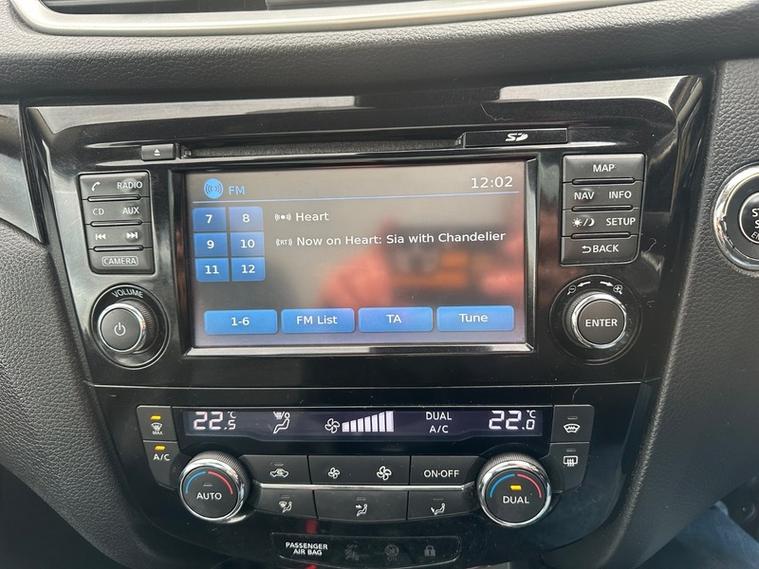 SD
RADIO
CD AUX
CAMERA
VOLUME
FM
12:02
7 8
9 10
11 12
Heart
(RT) Now on Heart: Sia with Chandelier
1-6
FM List
TA
Tune
MAP
NAV INFO
SETUP
BACK
ENTER
MAX
A/C
22.5°C
DUAL
A/C
22.0°C
AUTO
ON·OFF
DUAL
PASSENGER
AIR BAG